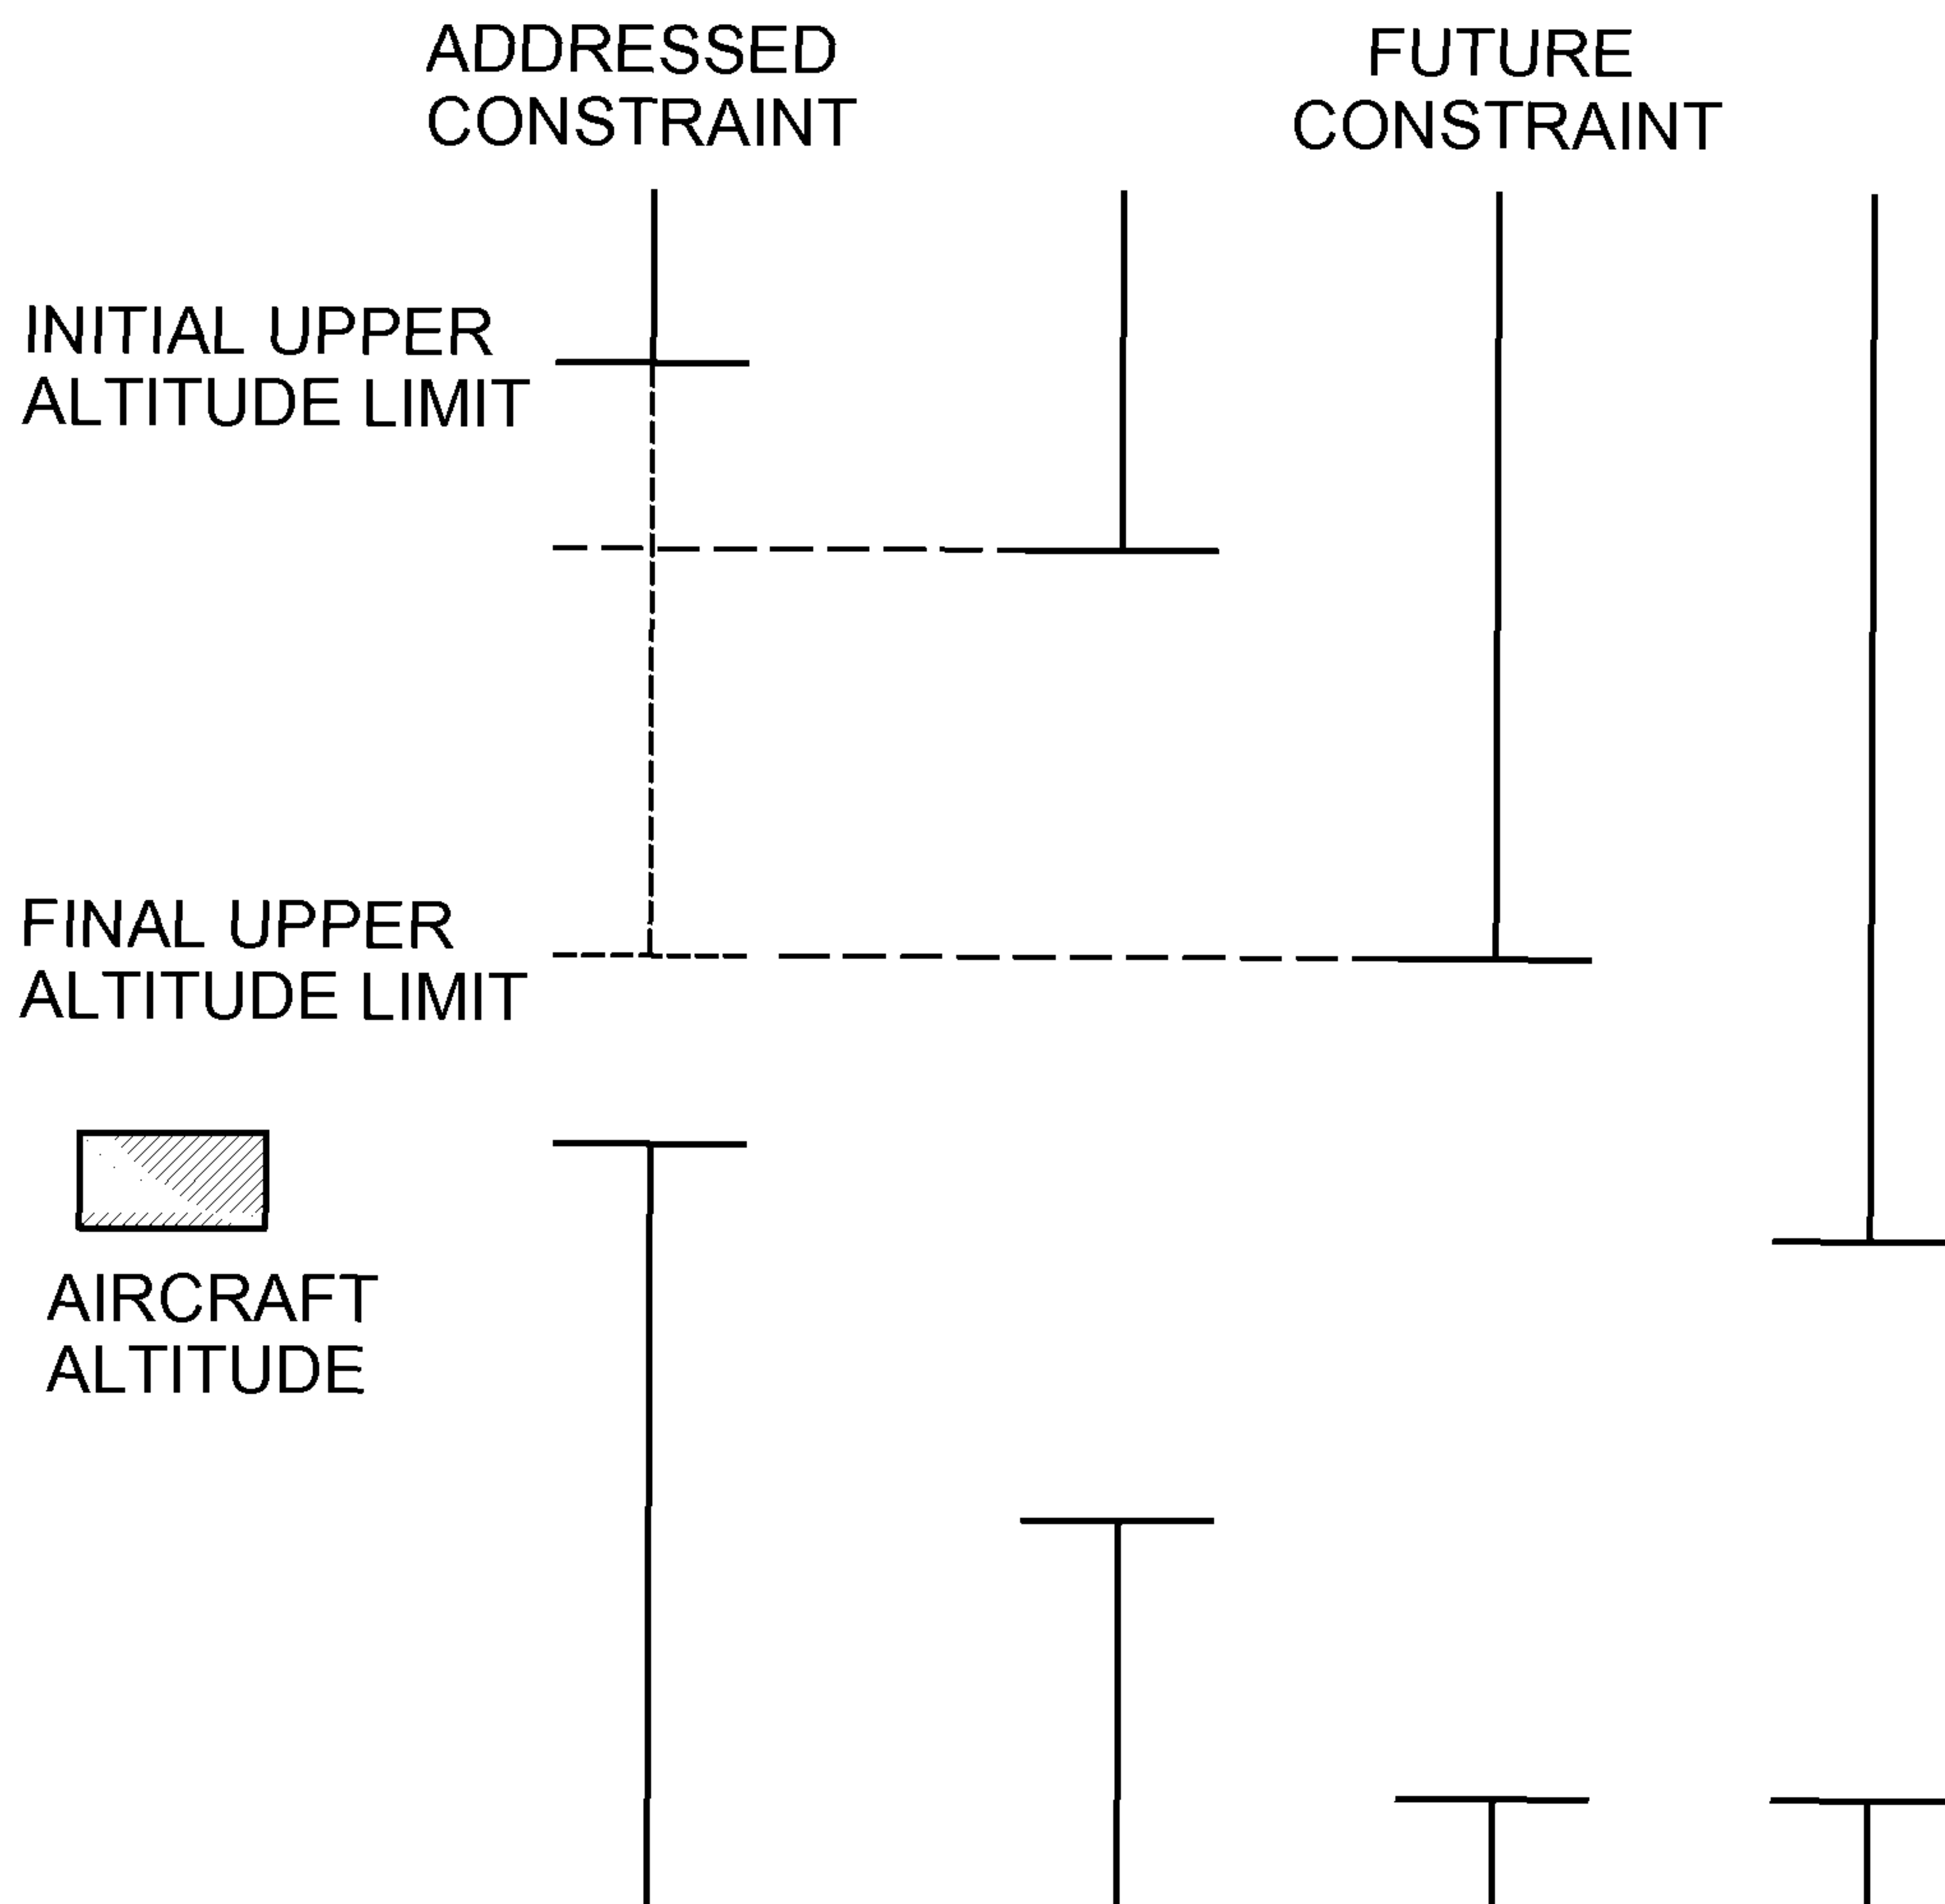 ADDRESSED
CONSTRAINT
FUTURE
CONSTRAINT
INITIAL UPPER
ALTITUDE LIMIT
FINAL UPPER
ALTITUDE LIMIT
AIRCRAFT
ALTITUDE